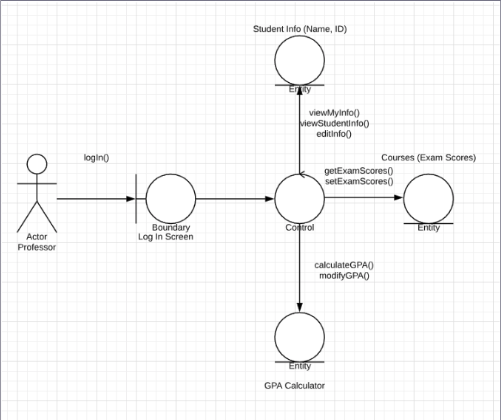 Student Info (Name, ID)
Entity
viewMyInfo()
viewStudentInfo()
editInfo()
logIn()
Courses (Exam Scores)
getExamScores()
setExamScores()
Actor
Professor
Boundary
Log In Screen
Control
Entity
calculateGPA()
modifyGPA()
Entity
GPA Calculator